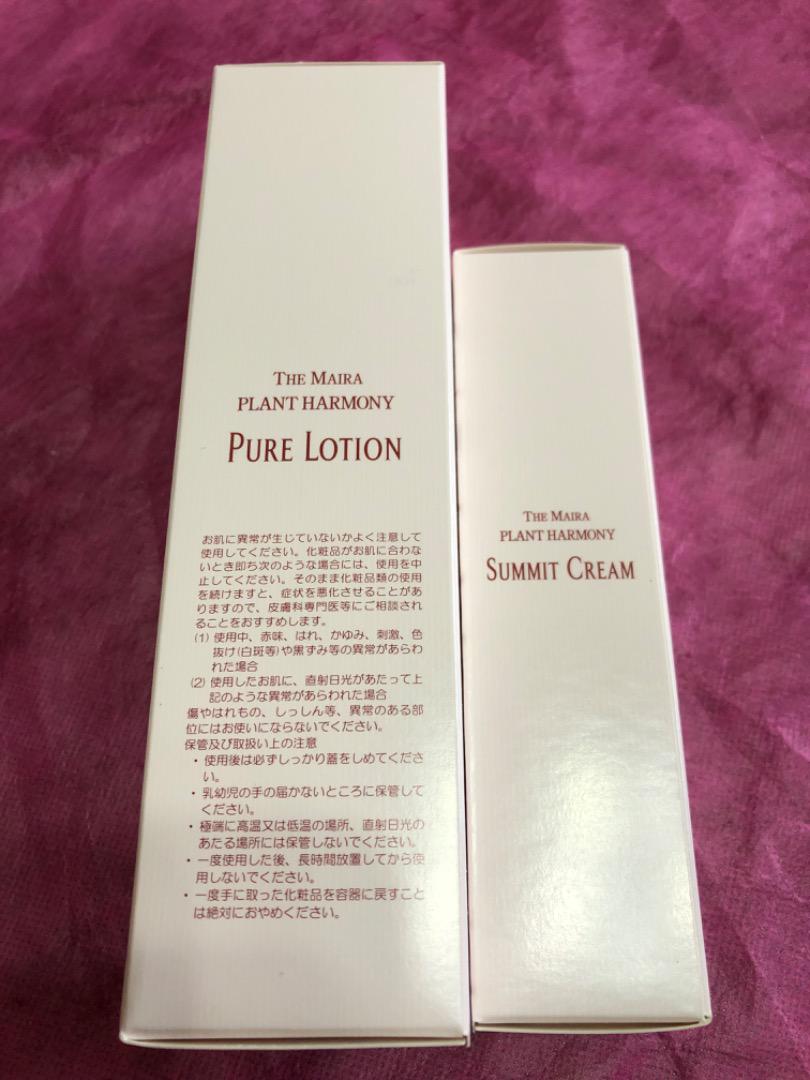 THE MAIRA
PLANT HARMONY
PURE LOTION
お肌に異常が生じていないかよく注意して
使用してください。化粧品がお肌に合わな
いとき即ち次のような場合には、使用を中
止してください。そのまま化粧品類の使用
を続けますと、症状を悪化させることがあ
りますので、皮膚科専門医等にご相談され
ることをおすすめします。
(1) 使用中、赤味、はれ、かゆみ、刺激、色
抜け(白斑等)や黒ずみ等の異常があらわ
れた場合
(2) 使用したお肌に、直射日光があたって上
記のような異常があらわれた場合
傷やはれもの、しっしん等、異常のある部
位にはお使いにならないでください。
保管及び取扱い上の注意
・使用後は必ずしっかり蓋をしめてくださ
い。
・乳幼児の手の届かないところに保管して
ください。
・極端に高温又は低温の場所、直射日光の
あたる場所には保管しないでください。
・一度使用した後、長時間放置してから使
用しないでください。
・一度手に取った化粧品を容器に戻すこと
は絶対におやめください。
THE MAIRA
PLANT HARMONY
SUMMIT CREAM